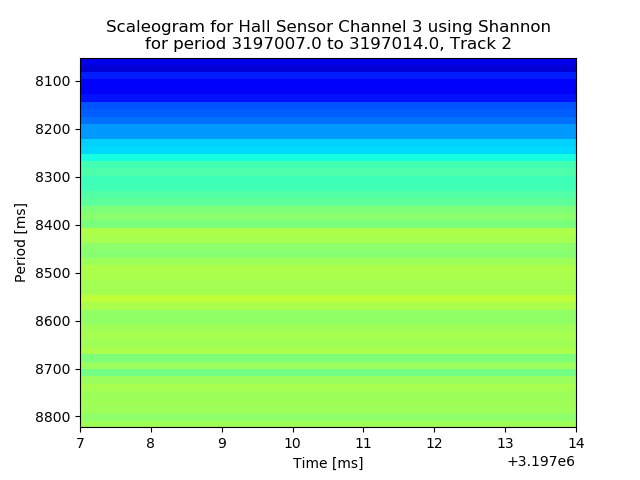 Scaleogram for Hall Sensor Channel 3 using Shannon
for period 3197007.0 to 3197014.0, Track 2
Period [ms]
8100
8200
8300
8400
8500
8600
8700
8800
7 8 9 10 11 12 13 14
Time [ms]
+3.197e6